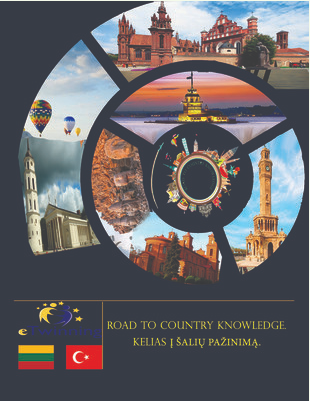 ROAD TO COUNTRY KNOWLEDGE.
KELIAS Į ŠALIŲ PAŽINIMĄ.